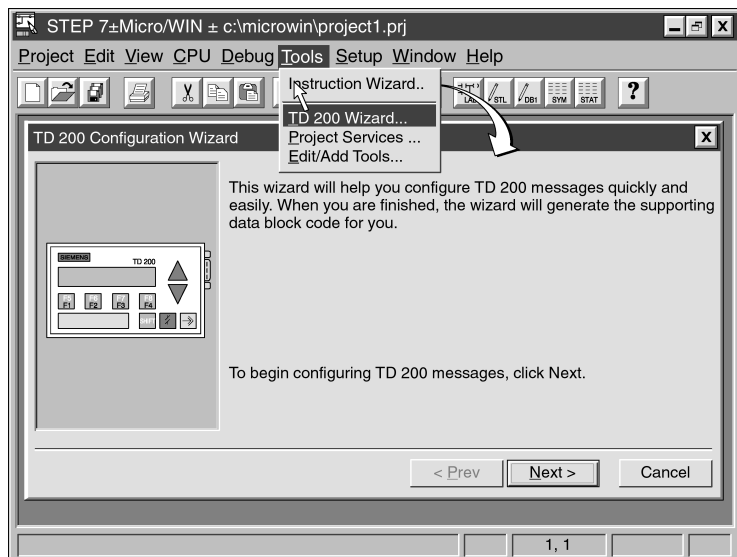 STEP 7±Micro/WIN ± c:\microwin\project1.prj
Project Edit View CPU Debug Tools Setup Window Help
Instruction Wizard..
TD 200 Wizard...
Project Services ...
Edit/Add Tools...
LAD STL DB1 SYM STAT ?
TD 200 Configuration Wizard
This wizard will help you configure TD 200 messages quickly and
easily. When you are finished, the wizard will generate the supporting
data block code for you.
SIEMENS
TD 200
F5 F6 F7 F8
F1 F2 F3 F4
SHIFT
To begin configuring TD 200 messages, click Next.
< Prev Next > Cancel
1, 1